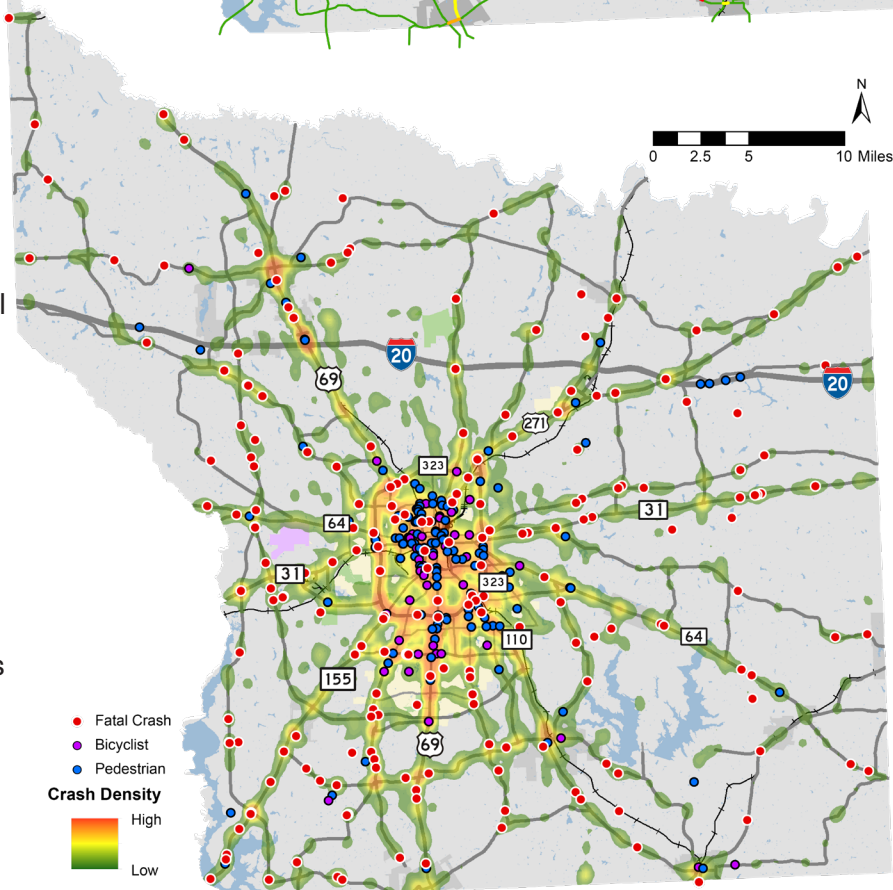 N
0 2.5 5 10 Miles
l
20
69
20
271
323
64
31
31
323
110
64
s
155
69
Fatal Crash
Bicyclist
Pedestrian
Crash Density
High
Low